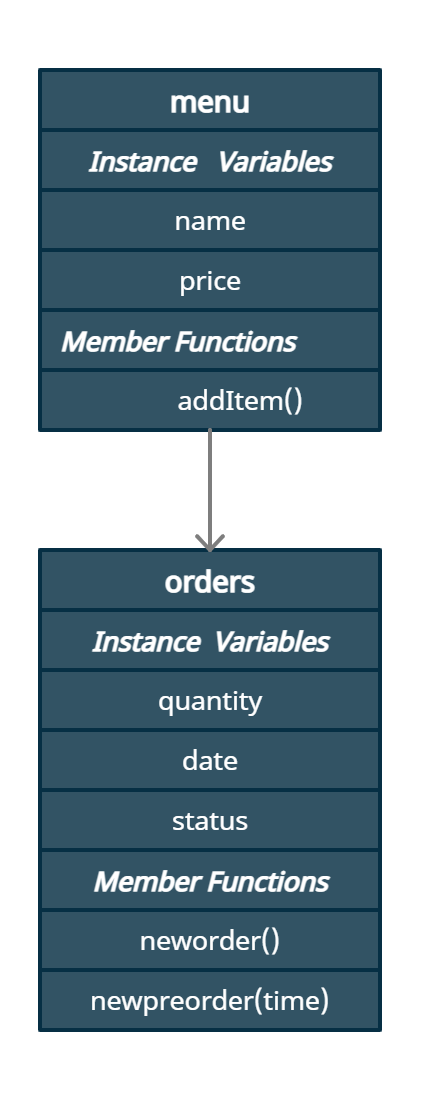 menu
Instance Variables
name
price
Member Functions
addItem()
orders
Instance Variables
quantity
date
status
Member Functions
neworder()
newpreorder(time)